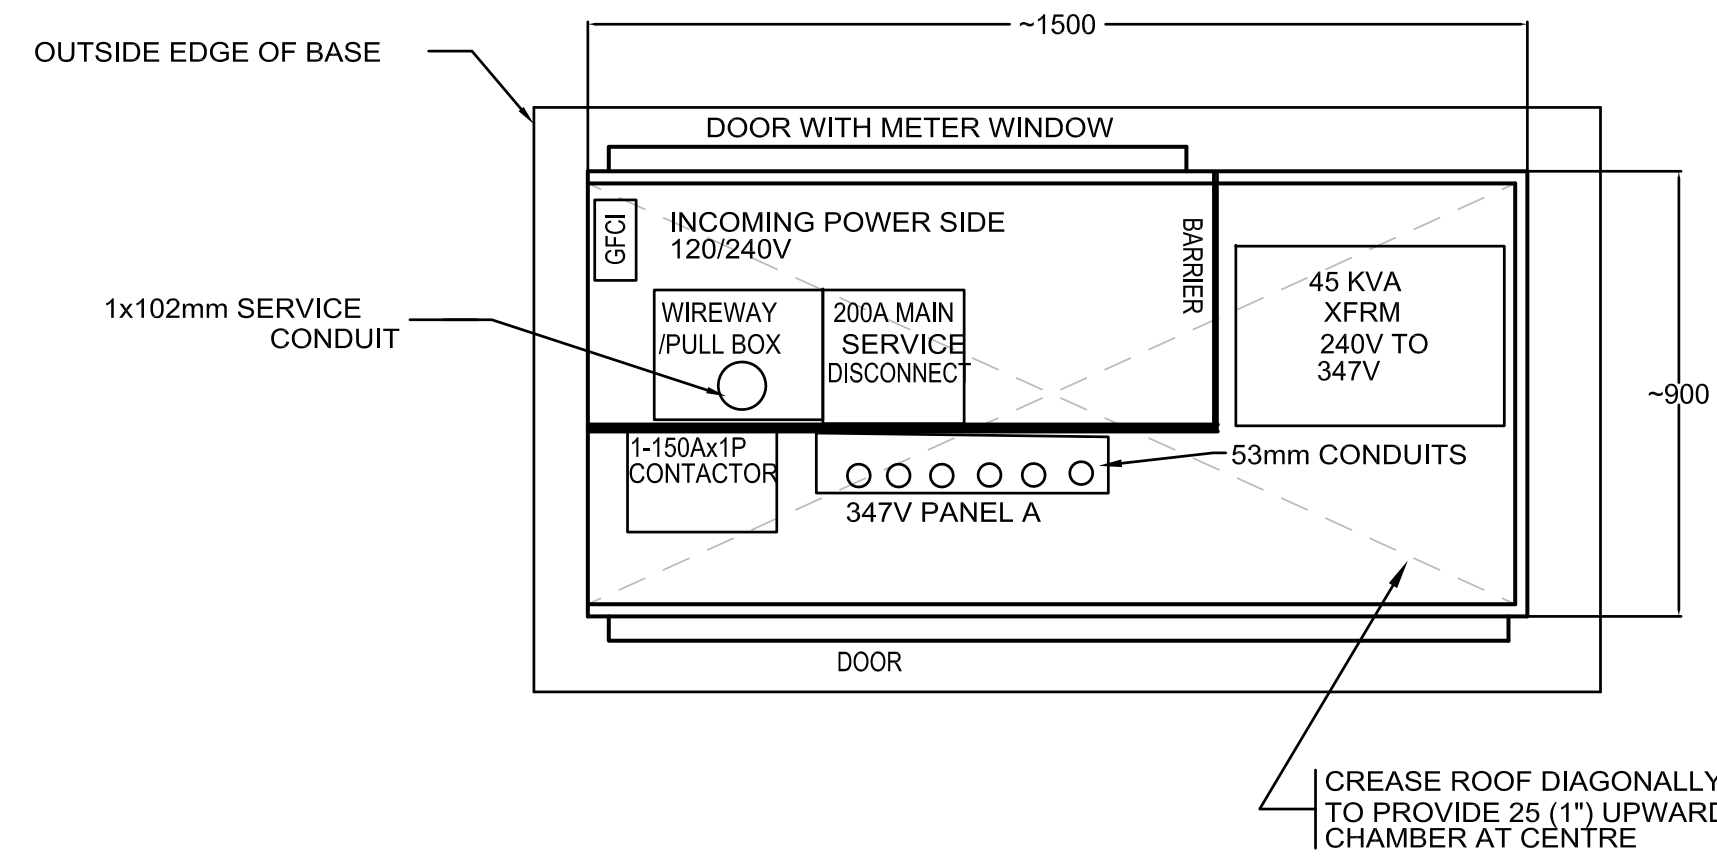 ~1500
OUTSIDE EDGE OF BASE
DOOR WITH METER WINDOW
GFCI
INCOMING POWER SIDE
120/240V
BARRIER
1x102mm SERVICE
CONDUIT
WIREWAY
/PULL BOX
200A MAIN
SERVICE
DISCONNECT
45 KVA
XFRM
240V TO
347V
~900
1-150Ax1P
CONTACTOR
53mm CONDUITS
347V PANEL A
DOOR
CREASE ROOF DIAGONALLY
TO PROVIDE 25 (1") UPWARD
CHAMBER AT CENTRE